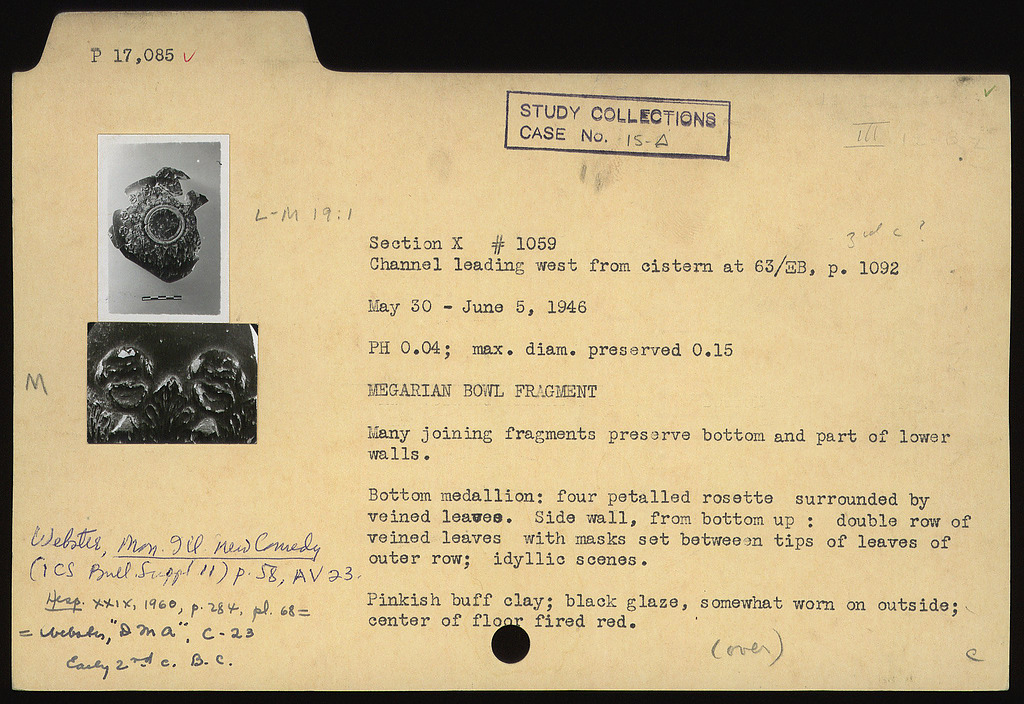 P 17,085 ✓
STUDY COLLECTIONS
CASE No. 15-A
III
L-M 19:1
3rd c ?
Section X # 1059
Channel leading west from cistern at 63/ΞB, p. 1092
May 30 - June 5, 1946
PH 0.04; max. diam. preserved 0.15
M
MEGARIAN BOWL FRAGMENT
Many joining fragments preserve bottom and part of lower
walls.
Bottom medallion: four petalled rosette surrounded by
veined leaves. Side wall, from bottom up : double row of
veined leaves with masks set betweeen tips of leaves of
outer row; idyllic scenes.
Pinkish buff clay; black glaze, somewhat worn on outside;
center of floor fired red.
(over)
c
Webster, Mon. Ill. New Comedy
(ICS Bull. Suppl 11) p. 58, AV 23.
Hesp. XXIX, 1960, p. 284, pl. 68 =
= Webster, "DMA", C-23
Early 2nd c. B.C.